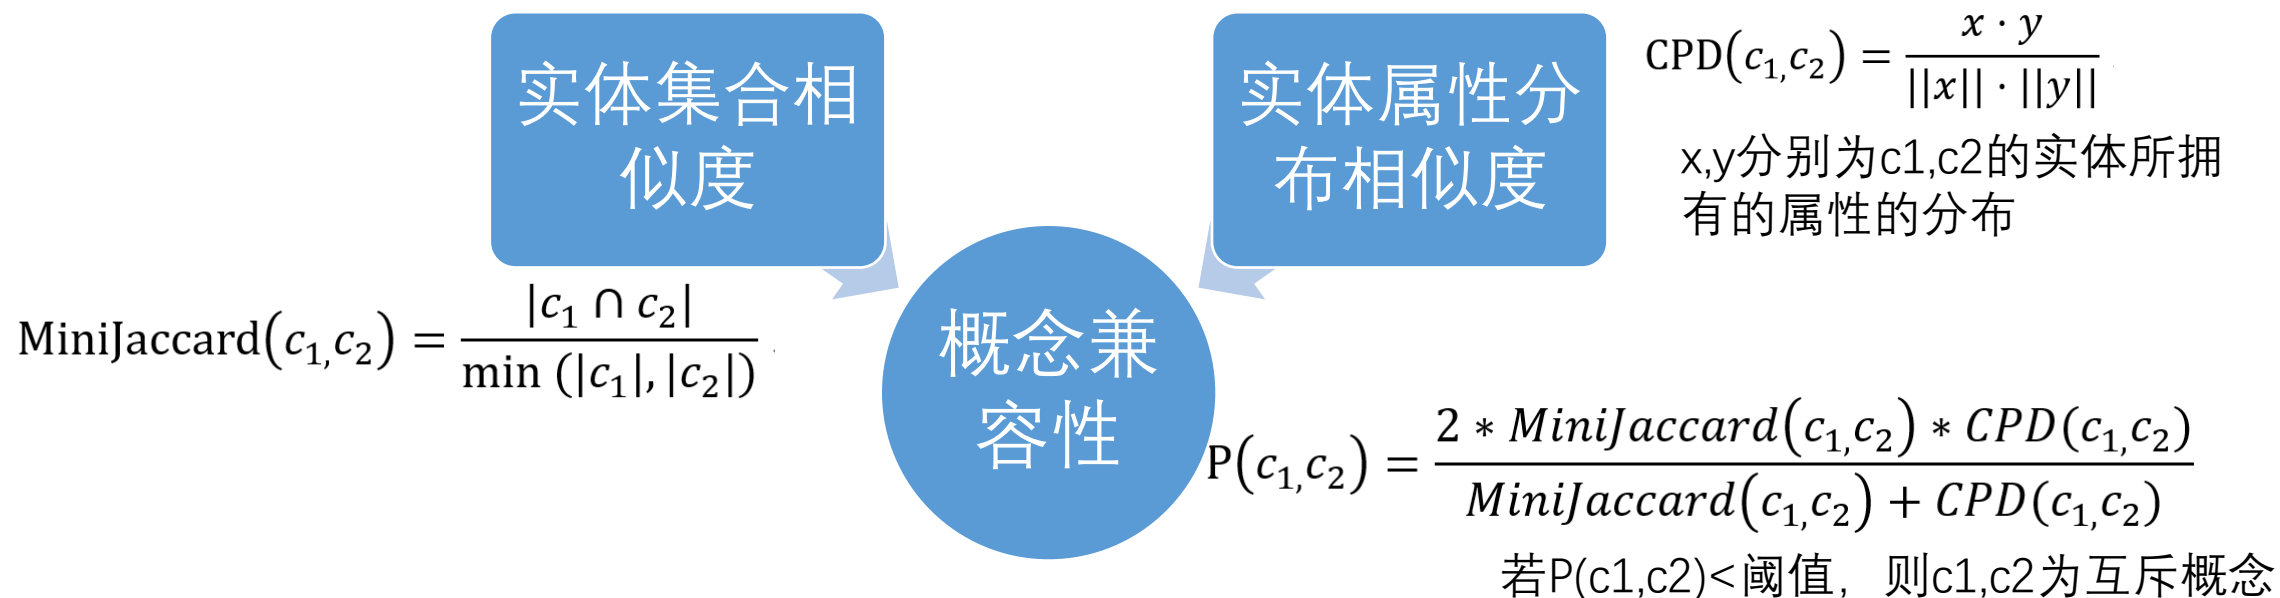 实体集合相
似度
实体属性分
布相似度
CPD(c₁,c₂) = x · y / ||x|| · ||y||
x,y分别为c1,c2的实体所拥
有的属性的分布
MiniJaccard(c₁,c₂) = |c₁ ∩ c₂| / min (|c₁|, |c₂|)
概念兼
容性
P(c₁,c₂) = 2 * MiniJaccard(c₁,c₂) * CPD(c₁,c₂) / MiniJaccard(c₁,c₂) + CPD(c₁,c₂)
若P(c1,c2)<阈值，则c1,c2为互斥概念